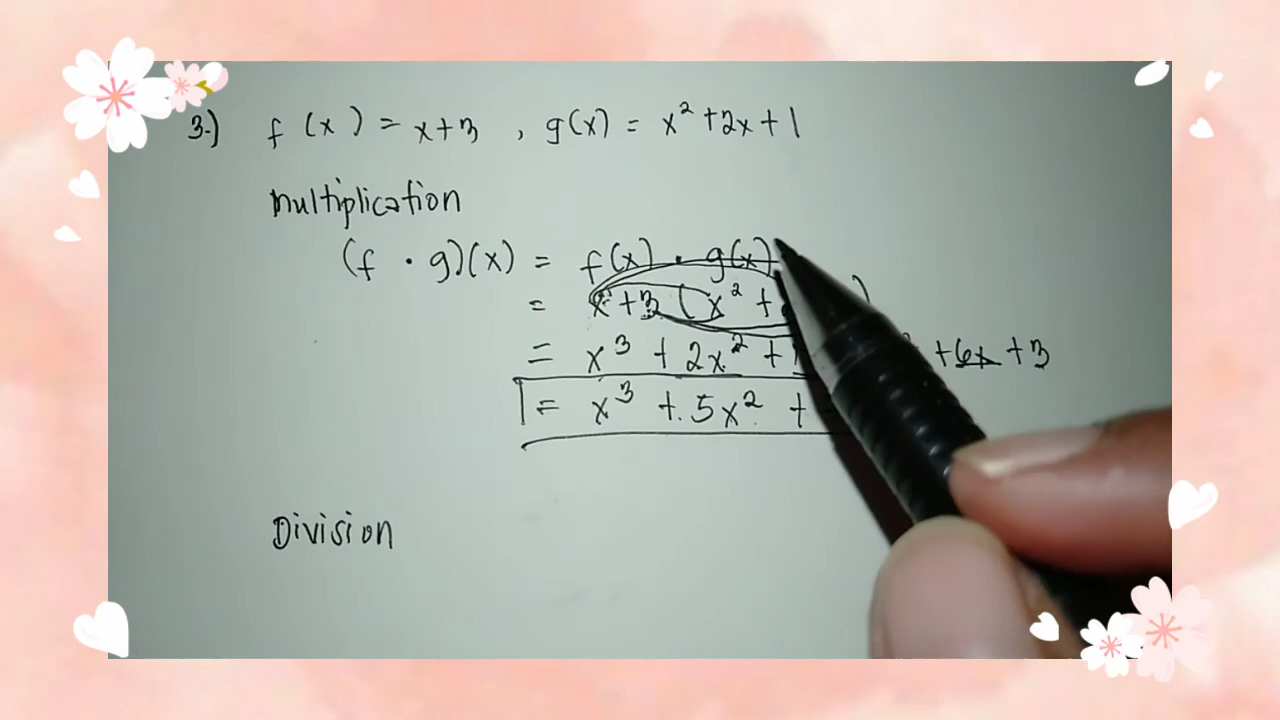 3.) f (x) = x+3 , g(x) = x²+2x+1
multiplication
(f • g)(x) = f(x) • g(x)
= x+3 (x² + )
= x³ + 2x² + +6x +3
= x³ + 5x² +
Division